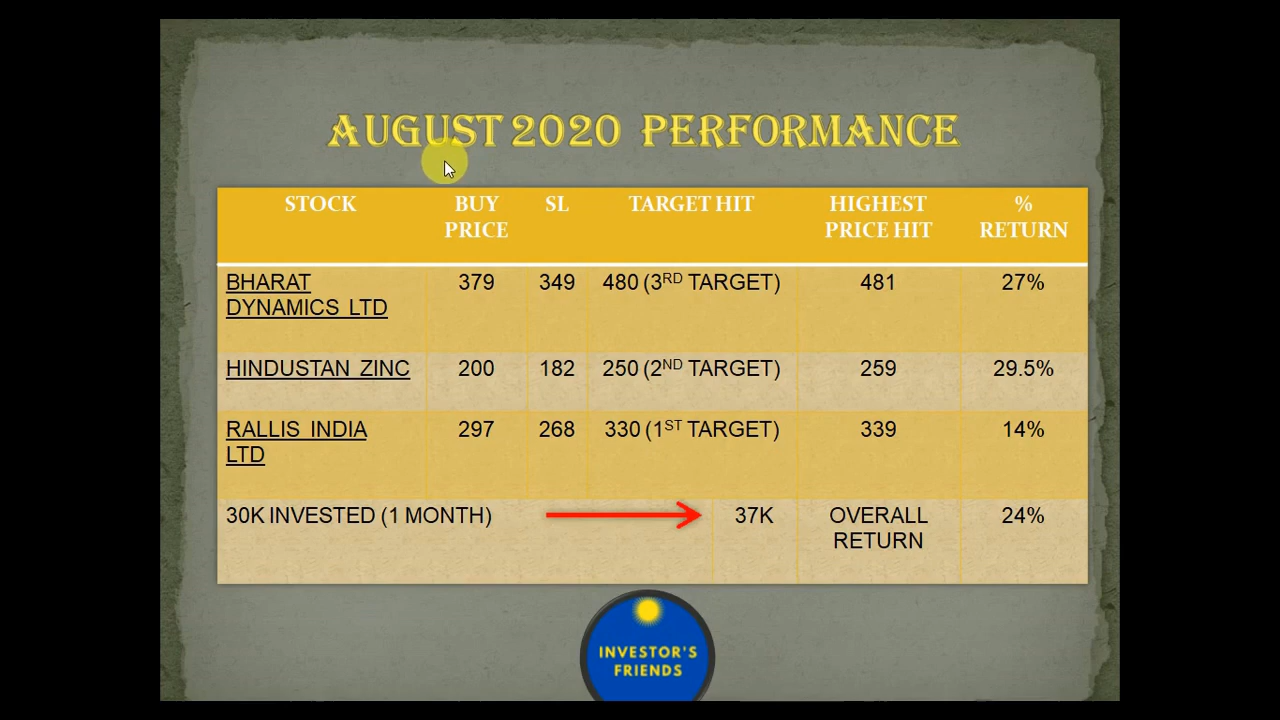 AUGUST 2020 PERFORMANCE
STOCK BUY PRICE SL TARGET HIT HIGHEST PRICE HIT % RETURN
BHARAT DYNAMICS LTD 379 349 480 (3RD TARGET) 481 27%
HINDUSTAN ZINC 200 182 250 (2ND TARGET) 259 29.5%
RALLIS INDIA LTD 297 268 330 (1ST TARGET) 339 14%
30K INVESTED (1 MONTH) 37K OVERALL RETURN 24%
INVESTOR'S
FRIENDS